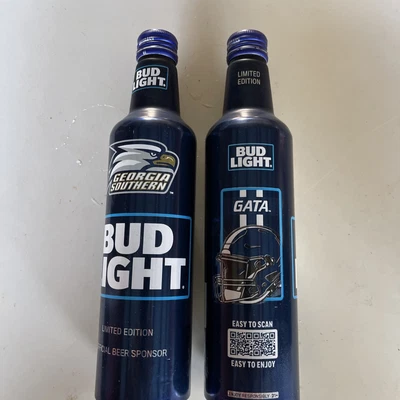 BUD
LIGHT.
GEORGIA
SOUTHERN
BUD
LIGHT
LIMITED EDITION
OFFICIAL BEER SPONSOR
LIMITED
EDITION
BUD
LIGHT.
GATA.
EASY TO SCAN
EASY TO ENJOY